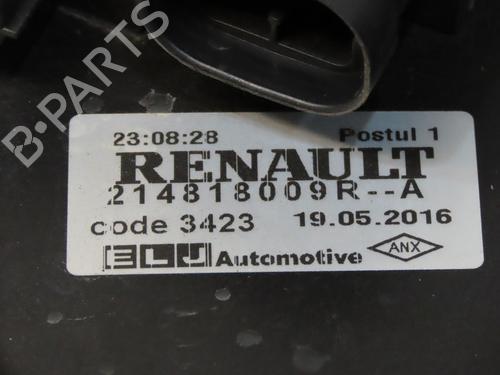 23:08:28 Postul 1
RENAULT
214818009R--A
code 3423 19.05.2016
ELJ Automotive ANX
B-PARTS